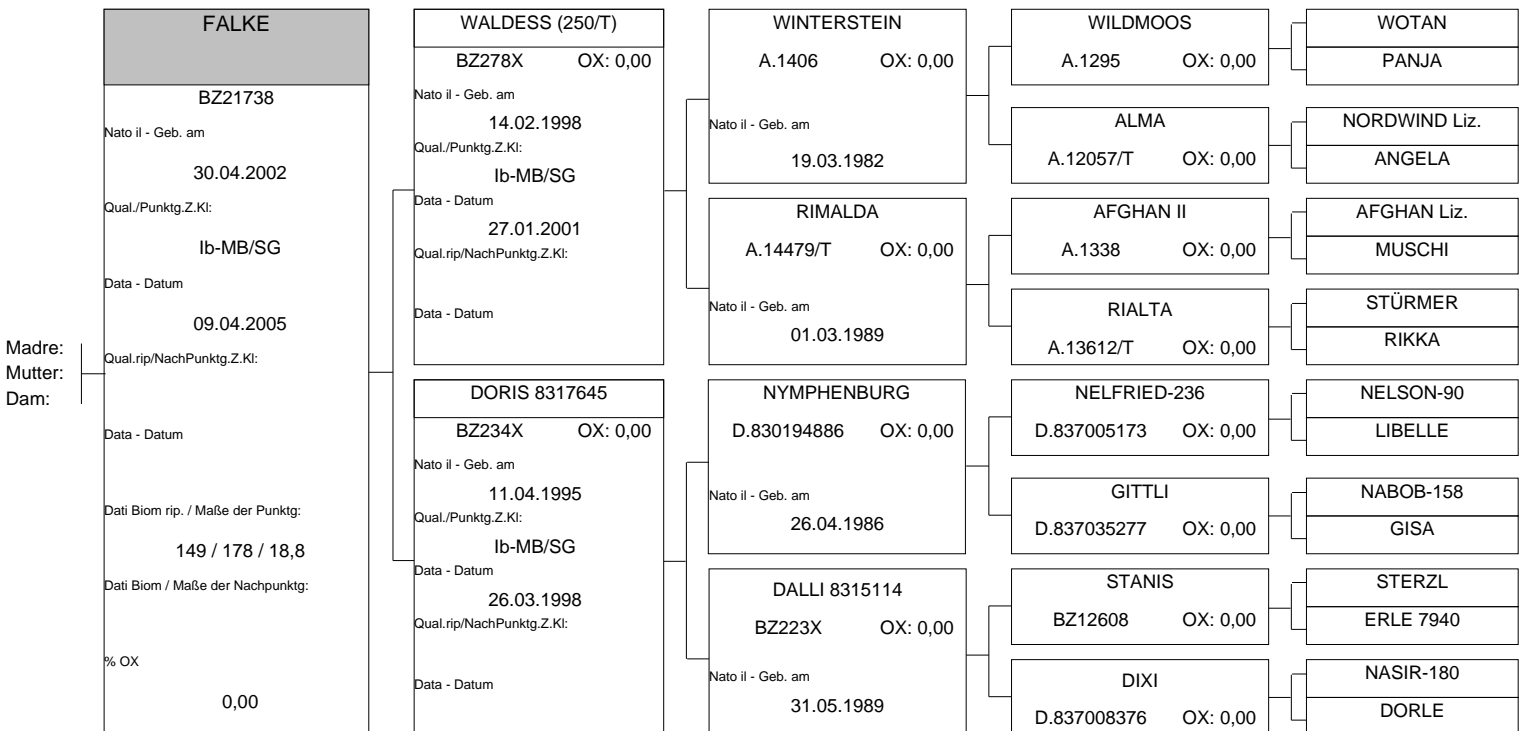 Madre:
Mutter:
Dam:
FALKE
BZ21738
Nato il - Geb. am
30.04.2002
Qual./Punktg.Z.Kl:
Ib-MB/SG
Data - Datum
09.04.2005
Qual.rip/NachPunktg.Z.Kl:
Data - Datum
Dati Biom rip. / Maße der Punktg:
149 / 178 / 18,8
Dati Biom / Maße der Nachpunktg:
% OX
0,00
WALDESS (250/T)
BZ278X OX: 0,00
Nato il - Geb. am
14.02.1998
Qual./Punktg.Z.Kl:
Ib-MB/SG
Data - Datum
27.01.2001
Qual.rip/NachPunktg.Z.Kl:
Data - Datum
DORIS 8317645
BZ234X OX: 0,00
Nato il - Geb. am
11.04.1995
Qual./Punktg.Z.Kl:
Ib-MB/SG
Data - Datum
26.03.1998
Qual.rip/NachPunktg.Z.Kl:
Data - Datum
WINTERSTEIN
A.1406 OX: 0,00
Nato il - Geb. am
19.03.1982
RIMALDA
A.14479/T OX: 0,00
Nato il - Geb. am
01.03.1989
NYMPHENBURG
D.830194886 OX: 0,00
Nato il - Geb. am
26.04.1986
DALLI 8315114
BZ223X OX: 0,00
Nato il - Geb. am
31.05.1989
WILDMOOS
A.1295 OX: 0,00
ALMA
A.12057/T OX: 0,00
AFGHAN II
A.1338 OX: 0,00
RIALTA
A.13612/T OX: 0,00
NELFRIED-236
D.837005173 OX: 0,00
GITTLI
D.837035277 OX: 0,00
STANIS
BZ12608 OX: 0,00
DIXI
D.837008376 OX: 0,00
WOTAN
PANJA
NORDWIND Liz.
ANGELA
AFGHAN Liz.
MUSCHI
STÜRMER
RIKKA
NELSON-90
LIBELLE
NABOB-158
GISA
STERZL
ERLE 7940
NASIR-180
DORLE